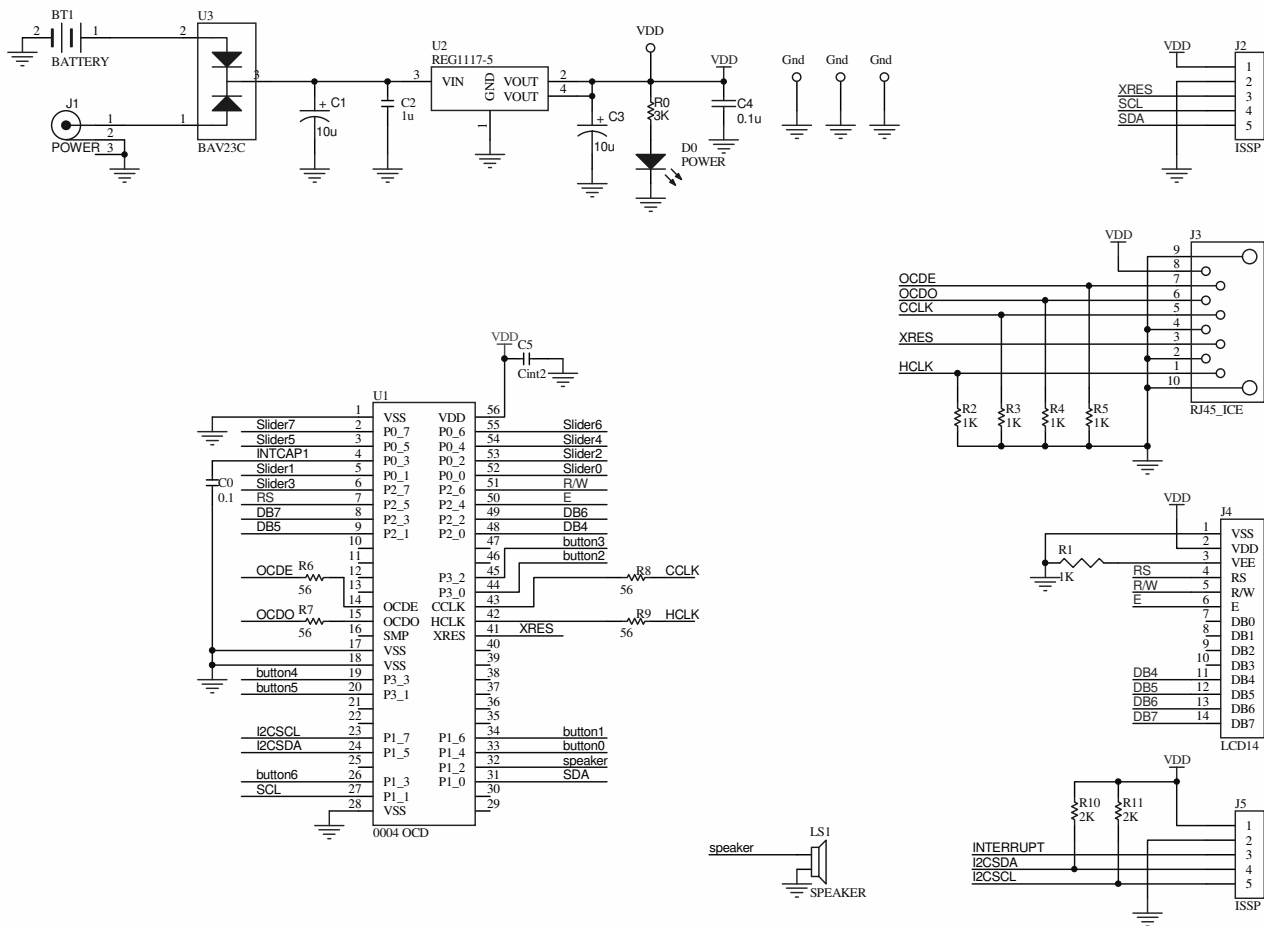 BT1
2 1 2
BATTERY
J1
1 1
2
POWER 3
U3
3
BAV23C
C1
+
10u
C2
1u
U2
REG1117-5
3 VIN GND VOUT 2
VOUT 4
1
+ C3
10u
VDD
R0
3K
D0
POWER
VDD
C4
0.1u
Gnd Gnd Gnd
VDD J2
1
2
XRES 3
SCL 4
SDA 5
ISSP
VDD J3
9
8
OCDE 7
OCDO 6
CCLK 5
4
XRES 3
2
HCLK 1
10
R2 R3 R4 R5
1K 1K 1K 1K
RJ45_ICE
VDD C5
Cint2
U1
1 VSS VDD 56
Slider7 2 P0_7 P0_6 55 Slider6
Slider5 3 P0_5 P0_4 54 Slider4
INTCAP1 4 P0_3 P0_2 53 Slider2
Slider1 5 P0_1 P0_0 52 Slider0
C0
0.1
Slider3 6 P2_7 P2_6 51 R/W
RS 7 P2_5 P2_4 50 E
DB7 8 P2_3 P2_2 49 DB6
DB5 9 P2_1 P2_0 48 DB4
10 47 button3
11 46 button2
OCDE R6 12 P3_2 45 R8 CCLK
56 13 P3_0 44 56
14 OCDE CCLK 43
OCDO R7 15 OCDO HCLK 42 R9 HCLK
56 16 SMP XRES 41 XRES 56
17 VSS 40
18 VSS 39
button4 19 P3_3 38
button5 20 P3_1 37
21 36
22 35
I2CSCL 23 P1_7 P1_6 34 button1
I2CSDA 24 P1_5 P1_4 33 button0
25 P1_2 32 speaker
button6 26 P1_3 P1_0 31 SDA
SCL 27 P1_1 30
28 VSS 29
0004 OCD
VDD J4
1 VSS
2 VDD
R1 3 VEE
1K
RS 4 RS
R/W 5 R/W
E 6 E
7 DB0
8 DB1
9 DB2
10 DB3
DB4 11 DB4
DB5 12 DB5
DB6 13 DB6
DB7 14 DB7
LCD14
speaker LS1
SPEAKER
VDD
R10 R11 J5
2K 2K
1
2
INTERRUPT 3
I2CSDA 4
I2CSCL 5
ISSP